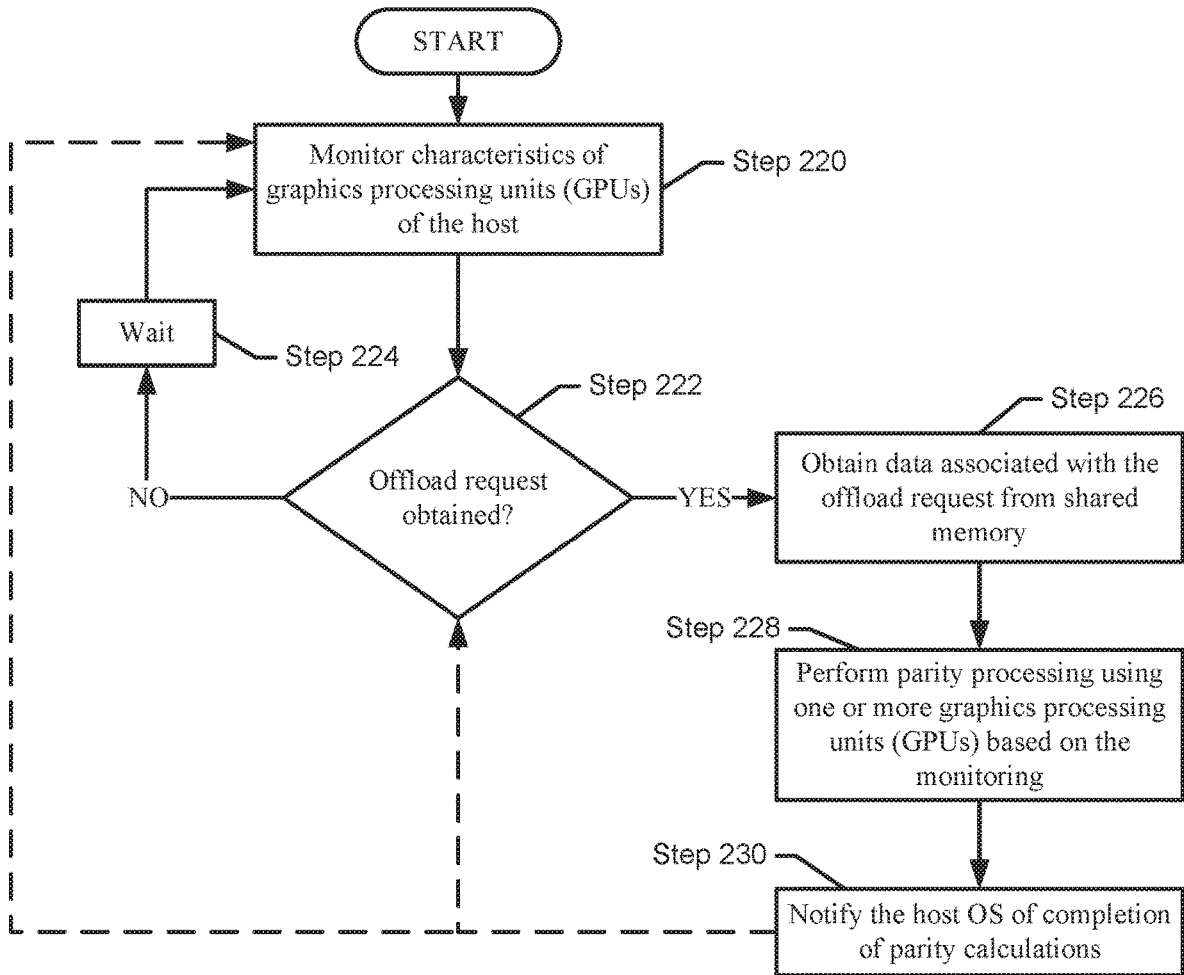 START
Monitor characteristics of
graphics processing units (GPUs)
of the host
Step 220
Wait
Step 224
Step 222
Offload request
obtained?
NO
YES
Step 226
Obtain data associated with the
offload request from shared
memory
Step 228
Perform parity processing using
one or more graphics processing
units (GPUs) based on the
monitoring
Step 230
Notify the host OS of completion
of parity calculations